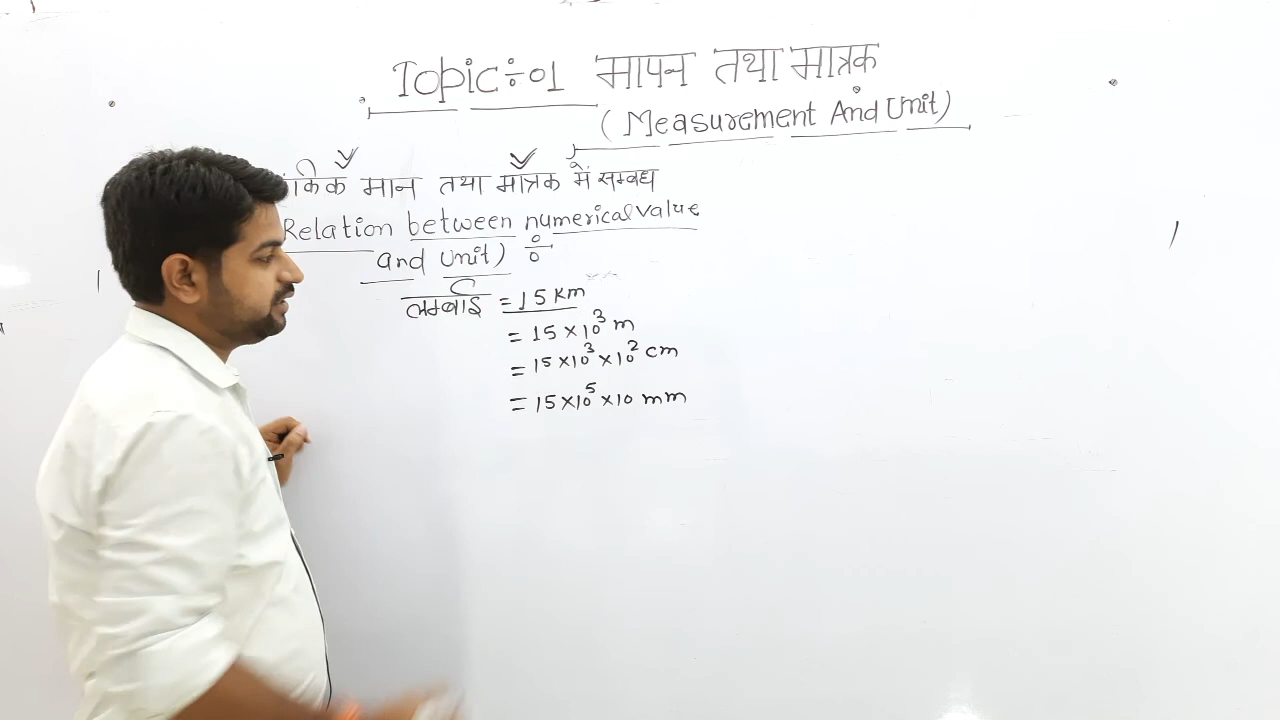 Topic÷01 मापन तथा मात्रक
(Measurement And Unit)
ंकिक मान तथा मात्रक में सम्बध
Relation between numerical value
and Unit) ÷
लम्बाई = 15 Km
= 15×10³ m
= 15×10³×10² cm
= 15×10⁵×10 mm